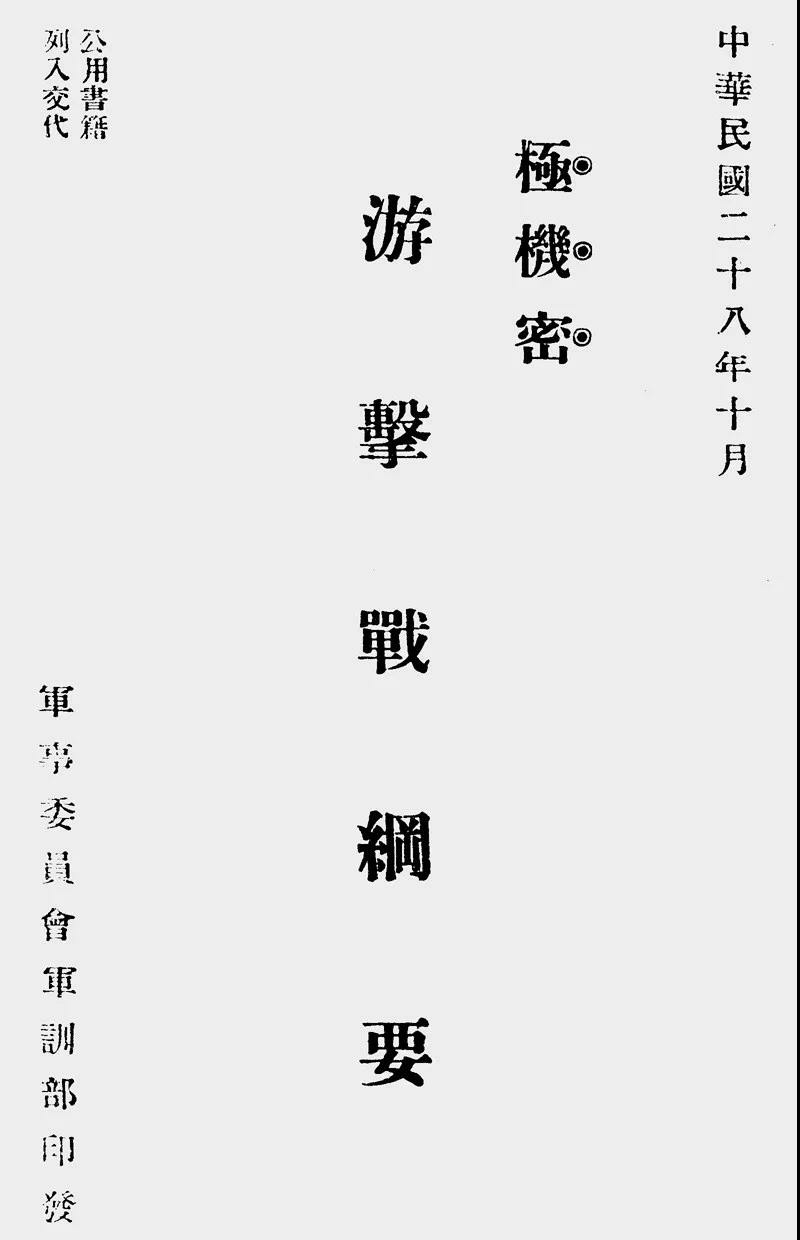 中華民國二十八年十月
極機密
游擊戰綱要
公用書籍
列入交代
軍事委員會軍訓部印發